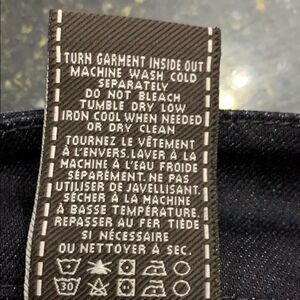 TURN GARMENT INSIDE OUT
MACHINE WASH COLD
SEPARATELY
DO NOT BLEACH
TUMBLE DRY LOW
IRON COOL WHEN NEEDED
OR DRY CLEAN
TOURNEZ LE VÊTEMENT
À L'ENVERS. LAVER À LA
MACHINE À L'EAU FROIDE
SÉPARÉMENT. NE PAS
UTILISER DE JAVELLISANT.
SÉCHER À LA MACHINE
À BASSE TEMPÉRATURE.
REPASSER AU FER TIÈDE
SI NÉCESSAIRE
OU NETTOYER À SEC.
30